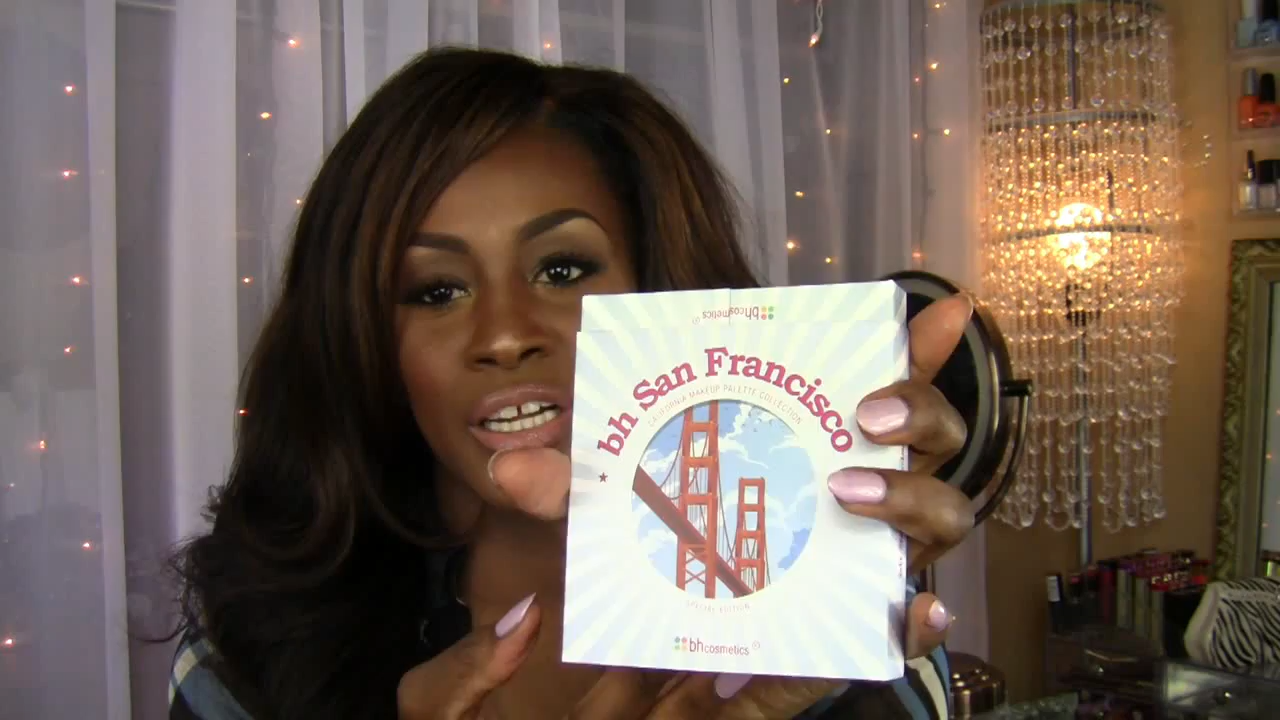 bhcosmetics
bh San Francisco
CALIFORNIA MAKEUP PALETTE COLLECTION
SPECIAL EDITION
bhcosmetics